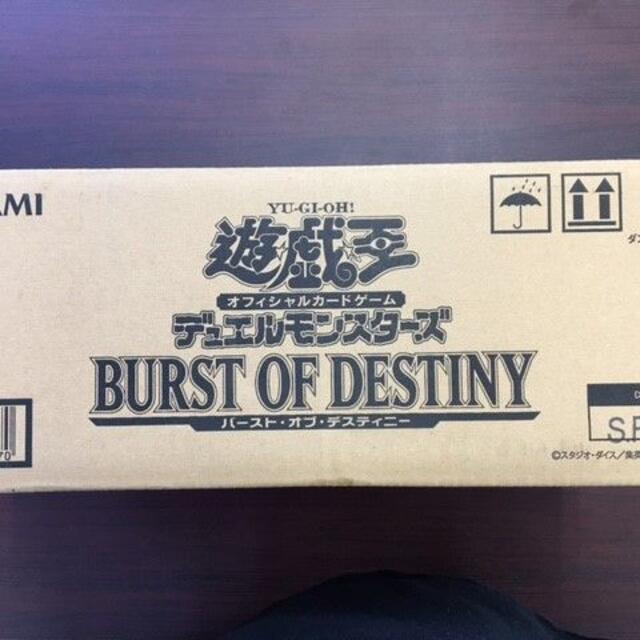 AMI
YU-GI-OH!
遊戯王
オフィシャルカードゲーム
デュエルモンスターズ
BURST OF DESTINY
バースト・オブ・デスティニー
70
©スタジオ・ダイス／集英